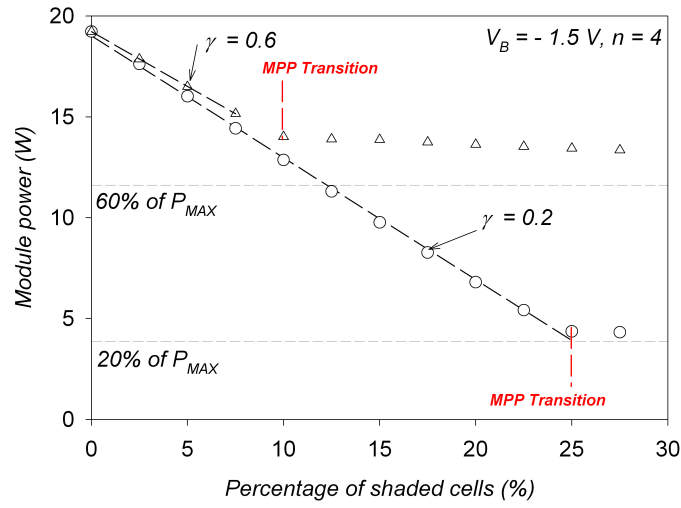 20
γ = 0.6
V_B = - 1.5 V, n = 4
MPP Transition
15
Module power (W)
60% of P_MAX
10
γ = 0.2
5
20% of P_MAX
MPP Transition
0
0 5 10 15 20 25 30
Percentage of shaded cells (%)